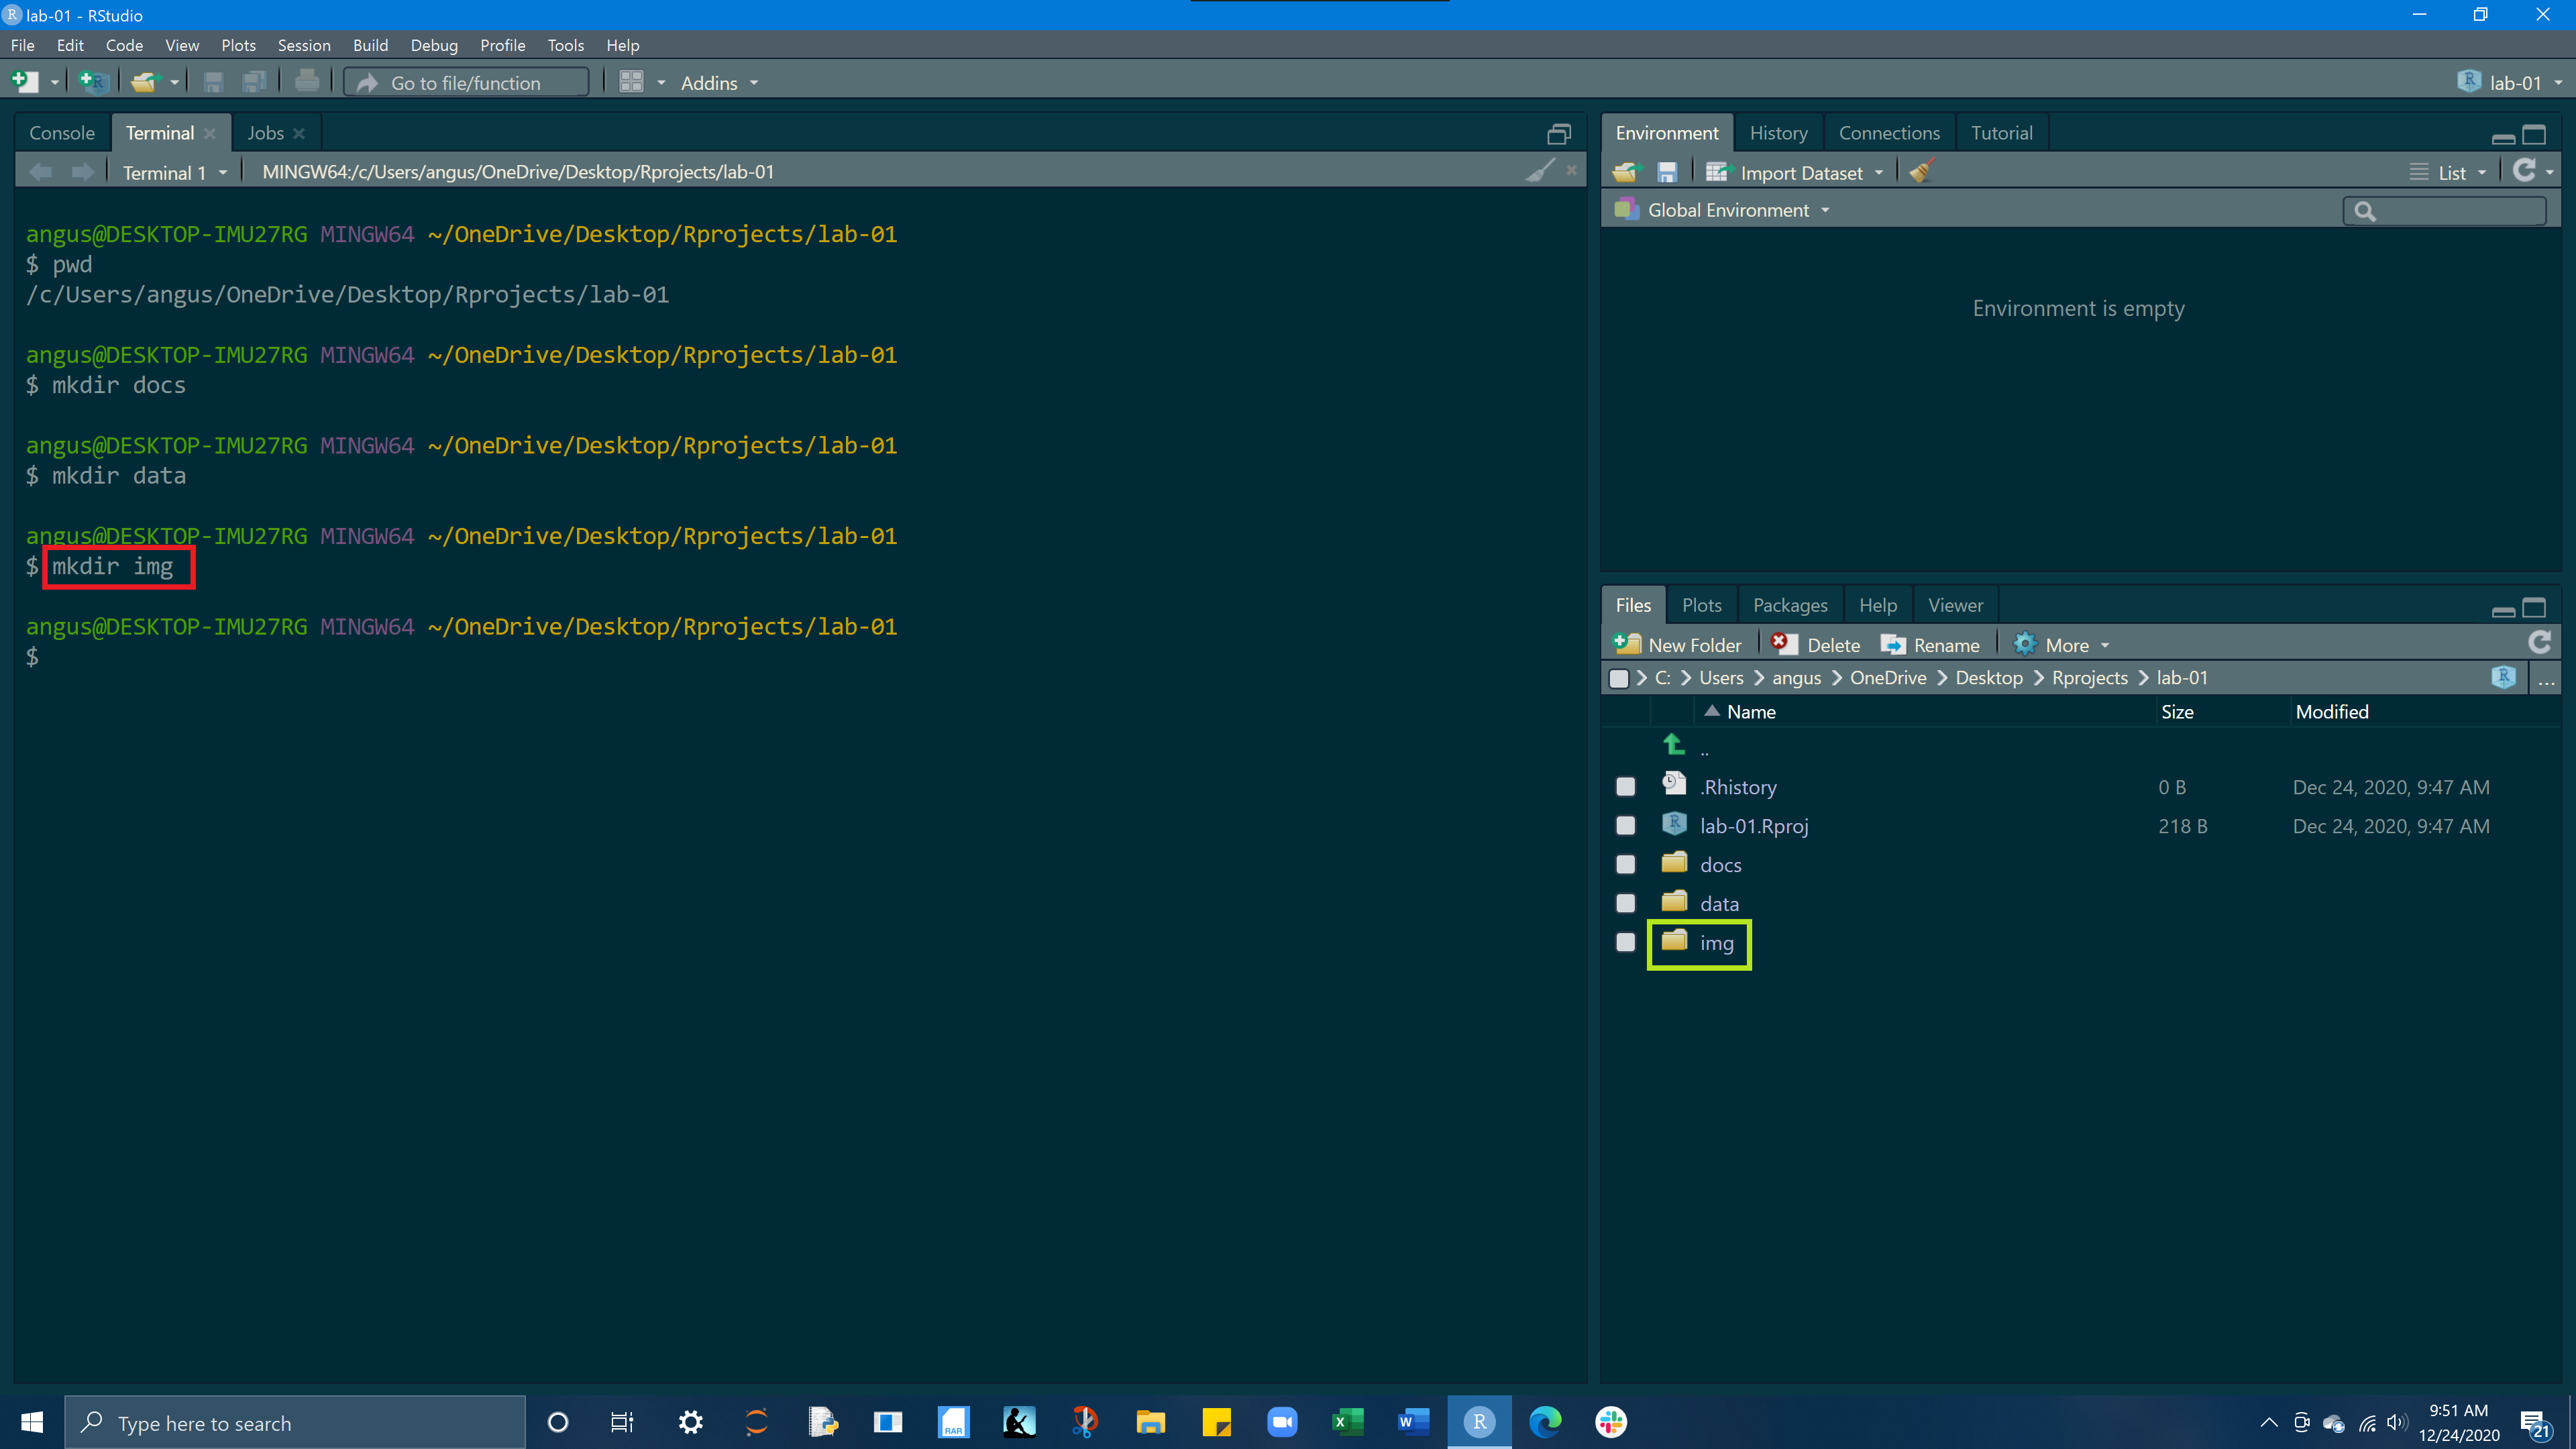 R lab-01 - RStudio
File Edit Code View Plots Session Build Debug Profile Tools Help
Go to file/function Addins R lab-01
Console Terminal Jobs
Terminal 1 MINGW64:/c/Users/angus/OneDrive/Desktop/Rprojects/lab-01
angus@DESKTOP-IMU27RG MINGW64 ~/OneDrive/Desktop/Rprojects/lab-01
$ pwd
/c/Users/angus/OneDrive/Desktop/Rprojects/lab-01
angus@DESKTOP-IMU27RG MINGW64 ~/OneDrive/Desktop/Rprojects/lab-01
$ mkdir docs
angus@DESKTOP-IMU27RG MINGW64 ~/OneDrive/Desktop/Rprojects/lab-01
$ mkdir data
angus@DESKTOP-IMU27RG MINGW64 ~/OneDrive/Desktop/Rprojects/lab-01
$ mkdir img
angus@DESKTOP-IMU27RG MINGW64 ~/OneDrive/Desktop/Rprojects/lab-01
$
Environment History Connections Tutorial
Import Dataset List
Global Environment
Environment is empty
Files Plots Packages Help Viewer
New Folder Delete Rename More
C: Users angus OneDrive Desktop Rprojects lab-01 R ...
Name Size Modified
..
.Rhistory 0 B Dec 24, 2020, 9:47 AM
R lab-01.Rproj 218 B Dec 24, 2020, 9:47 AM
docs
data
img
Type here to search RAR X W R 9:51 AM
12/24/2020 21